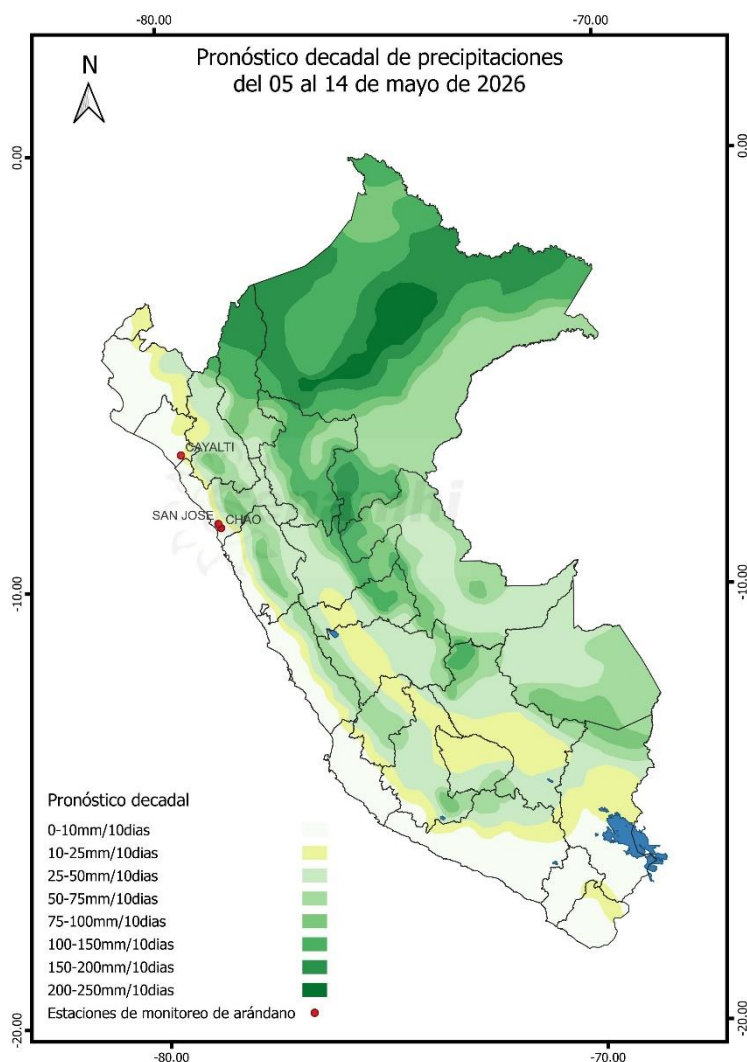 -80.00
-70.00
Pronóstico decadal de precipitaciones
del 05 al 14 de mayo de 2026
N
0.00
0.00
CAYALTI
SAN JOSE
CHAO
-10.00
-10.00
Pronóstico decadal
0-10mm/10dias
10-25mm/10dias
25-50mm/10dias
50-75mm/10dias
75-100mm/10dias
100-150mm/10dias
150-200mm/10dias
200-250mm/10dias
Estaciones de monitoreo de arándano
-20.00
-20.00
-80.00
-70.00